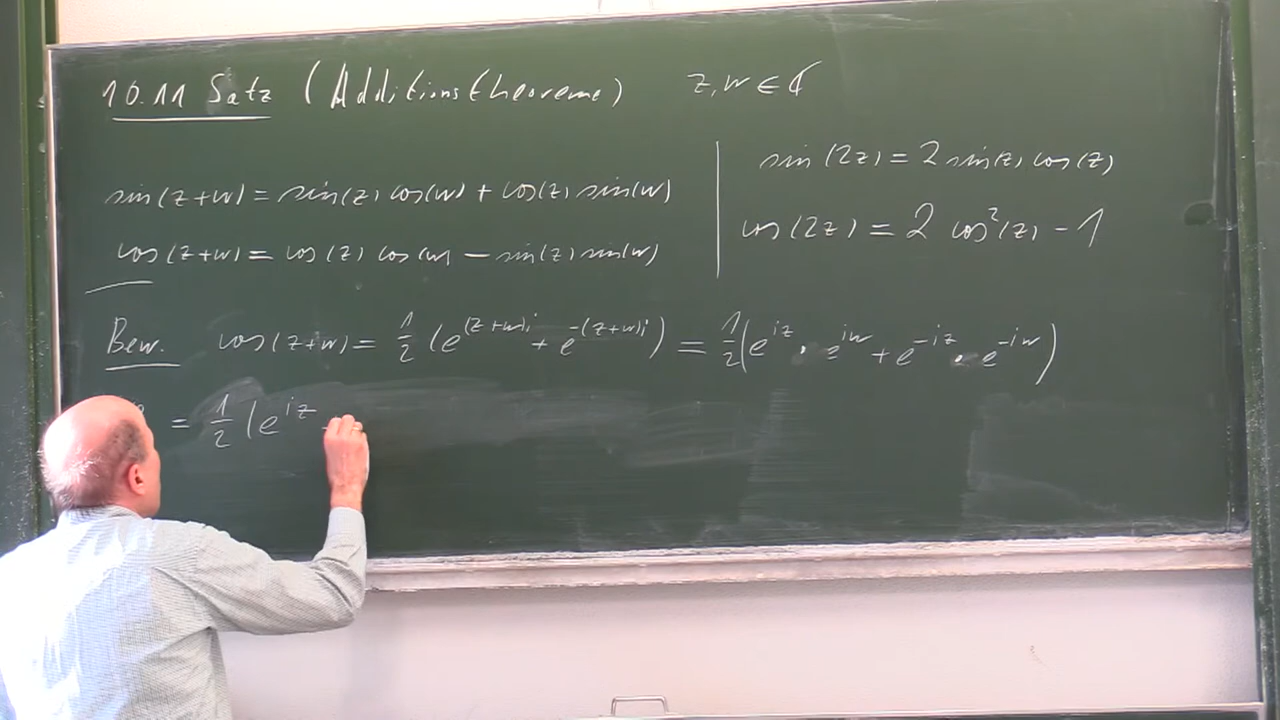 10.11 Satz (Additionstheoreme) z, w ∈ ℂ
sin(z+w) = sin(z) cos(w) + cos(z) sin(w)
cos(z+w) = cos(z) cos(w) − sin(z) sin(w)
sin(2z) = 2 sin(z) cos(z)
cos(2z) = 2 cos²(z) − 1
Bew. cos(z+w) = 1/2 (e^{(z+w)i} + e^{-(z+w)i}) = 1/2 (e^{iz} · e^{iw} + e^{-iz} · e^{-iw})
= 1/2 (e^{iz}